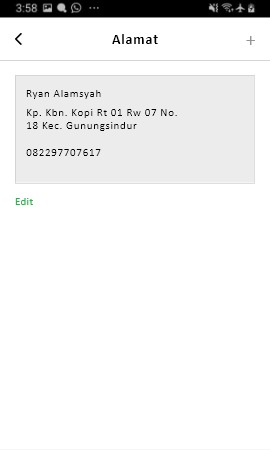 3:58
Alamat
Ryan Alamsyah
Kp. Kbn. Kopi Rt 01 Rw 07 No.
18 Kec. Gunungsindur
082297707617
Edit